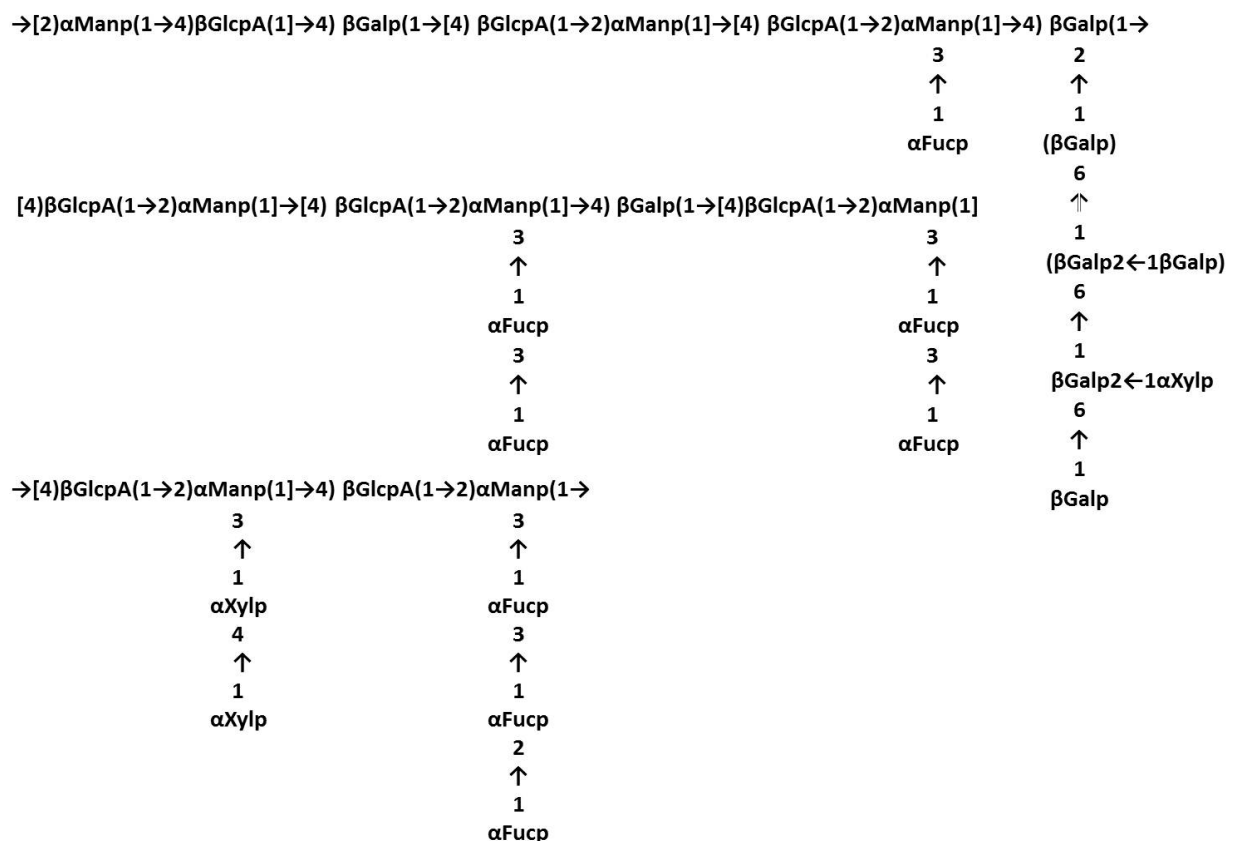 →[2)αManp(1→4)βGlcpA(1]→4) βGalp(1→[4) βGlcpA(1→2)αManp(1]→[4) βGlcpA(1→2)αManp(1]→4) βGalp(1→
3 2
↑ ↑
1 1
αFucp (βGalp)
6
[4)βGlcpA(1→2)αManp(1]→[4) βGlcpA(1→2)αManp(1]→4) βGalp(1→[4)βGlcpA(1→2)αManp(1] ⇑
3 3 1
↑ ↑ (βGalp2←1βGalp)
1 1 6
αFucp αFucp ↑
3 3 1
↑ ↑ βGalp2←1αXylp
1 1 6
αFucp αFucp ↑
→[4)βGlcpA(1→2)αManp(1]→4) βGlcpA(1→2)αManp(1→ 1
βGalp
3 3
↑ ↑
1 1
αXylp αFucp
4 3
↑ ↑
1 1
αXylp αFucp
2
↑
1
αFucp